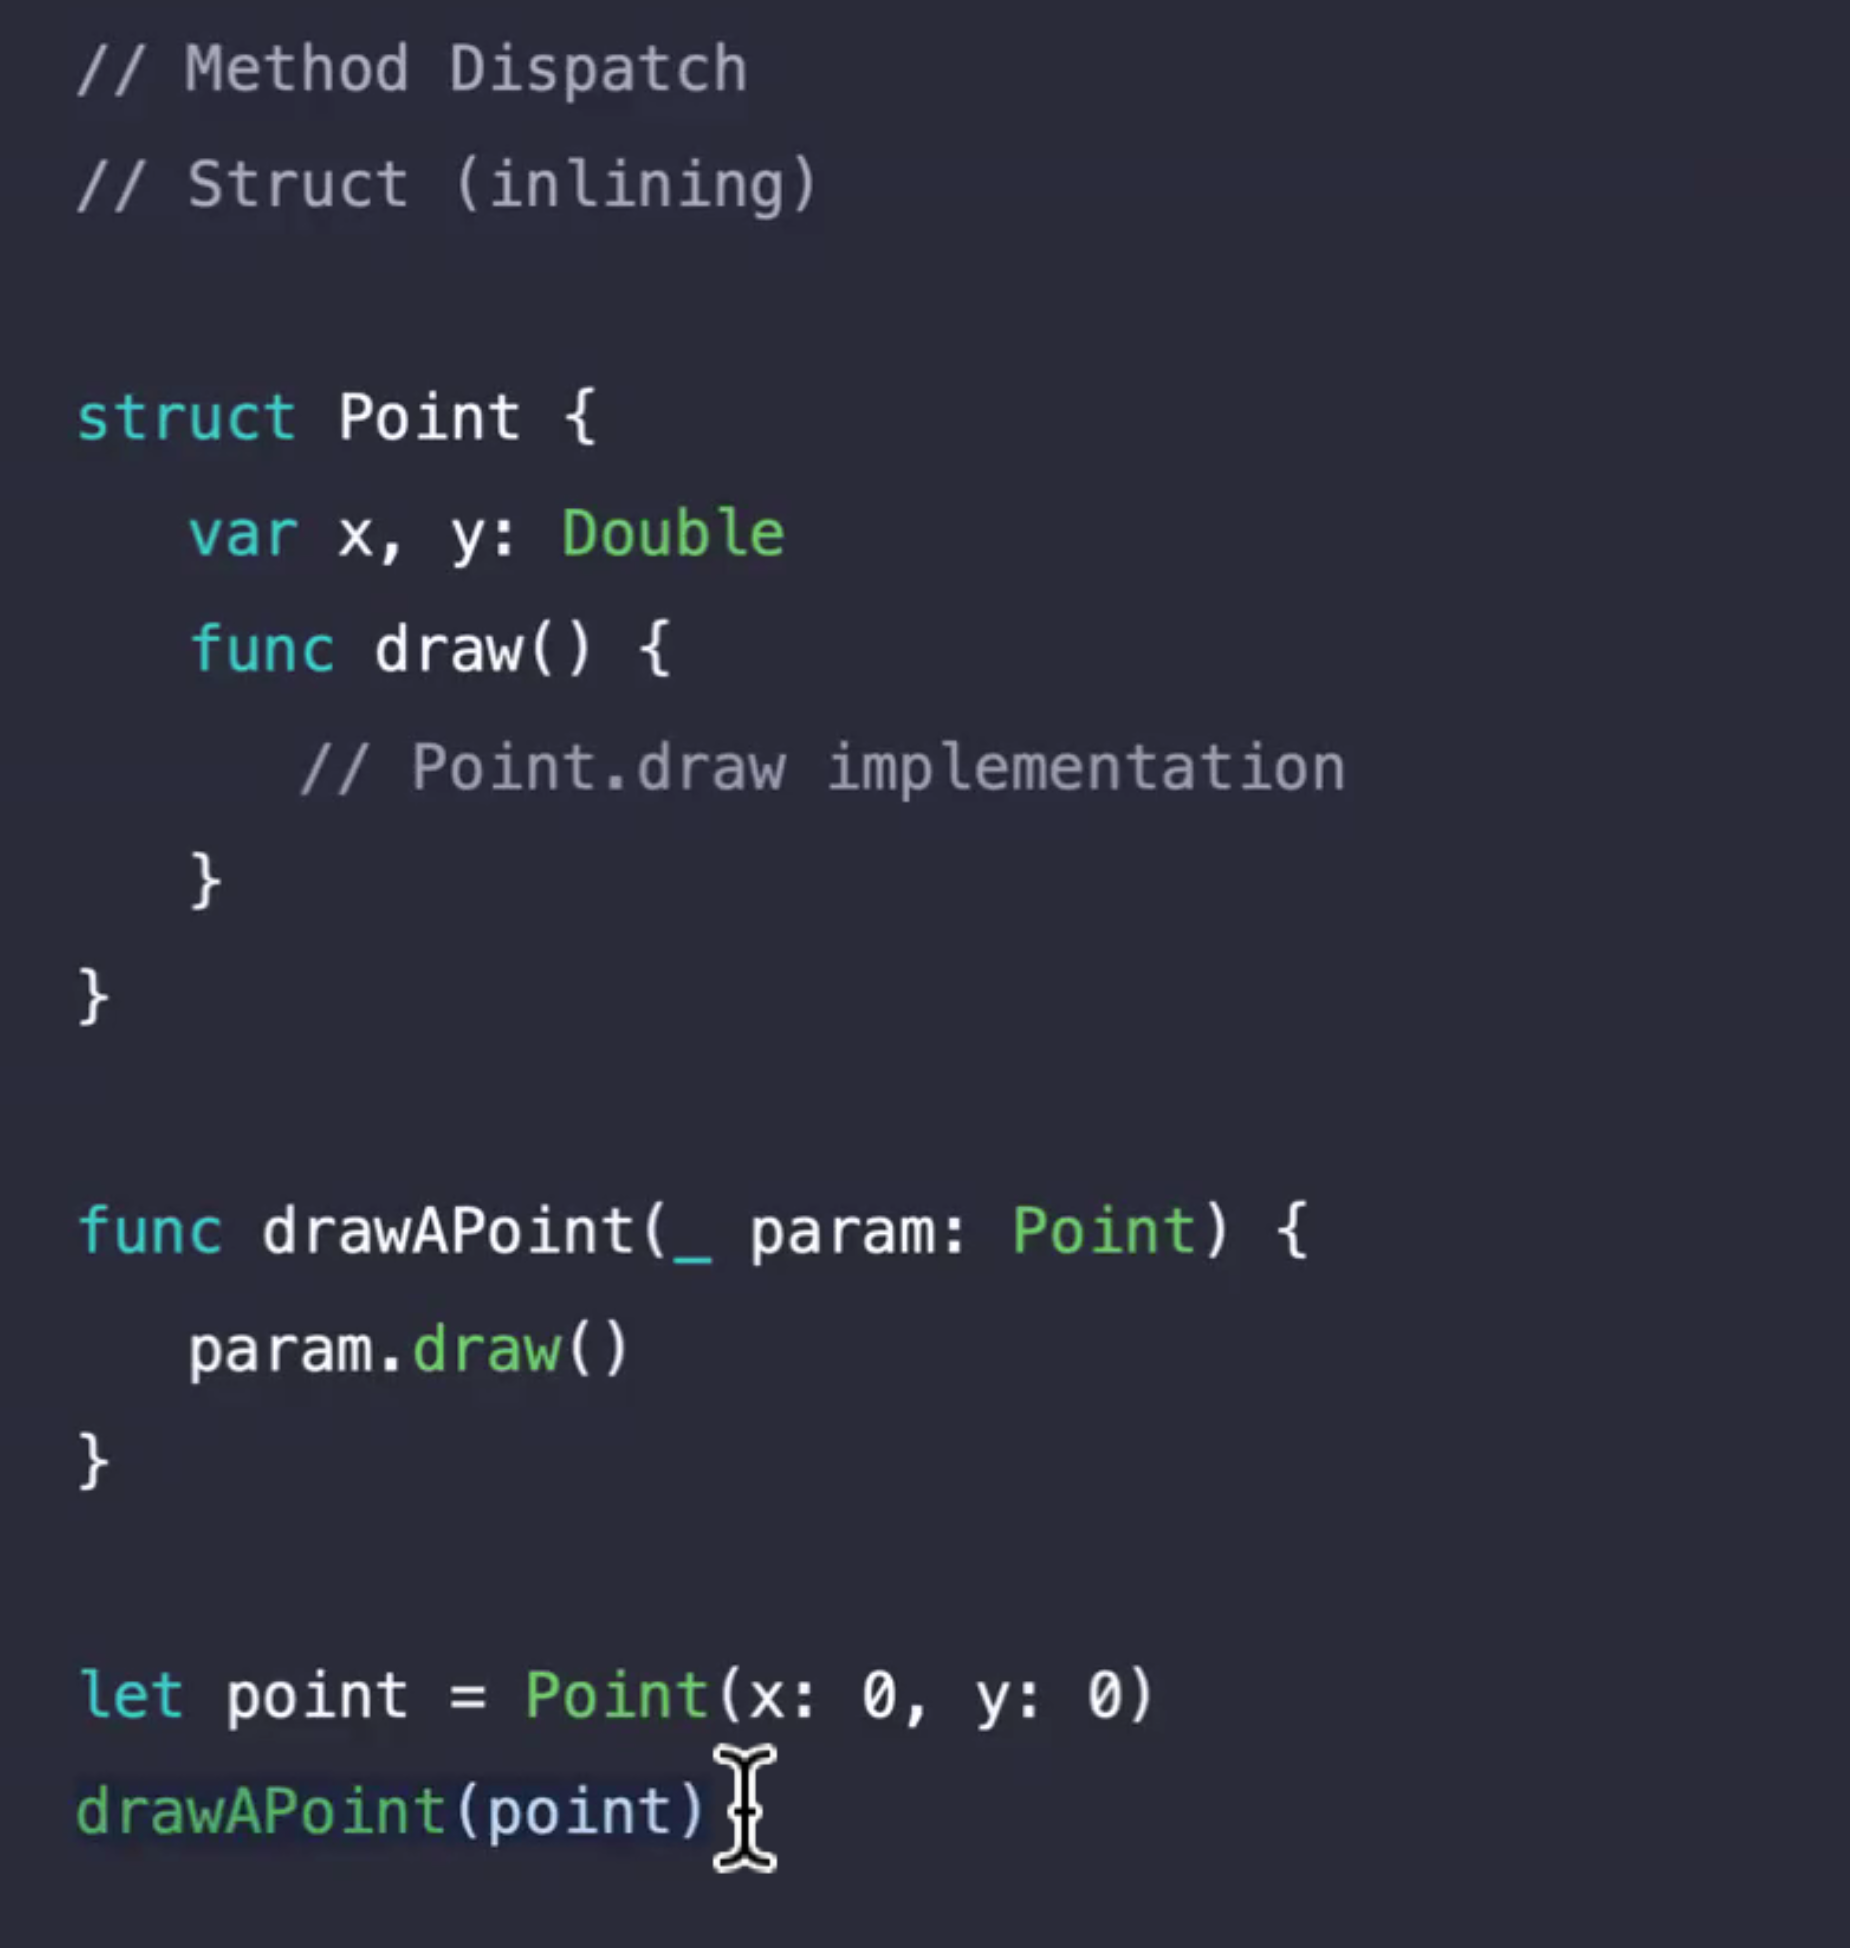 // Method Dispatch
// Struct (inlining)
struct Point {
var x, y: Double
func draw() {
// Point.draw implementation
}
}
func drawAPoint(_ param: Point) {
param.draw()
}
let point = Point(x: 0, y: 0)
drawAPoint(point)